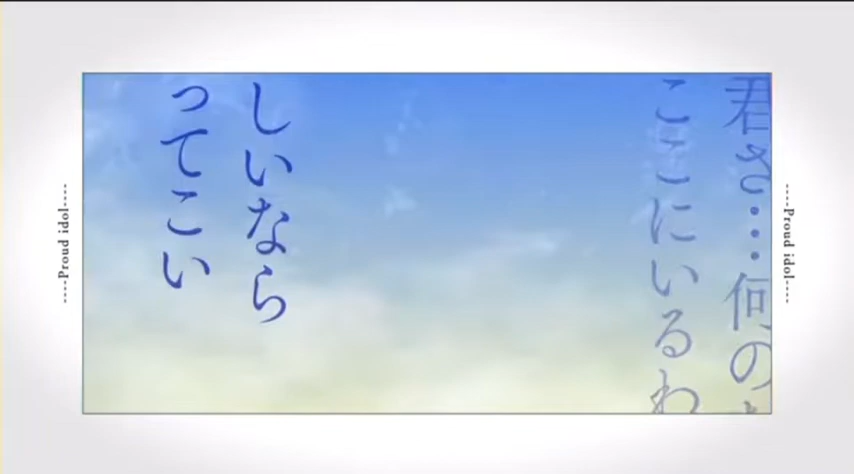 ----Proud idol----
君さ・・・何の
ここにいるわ
しいなら
ってこい
----Proud idol----